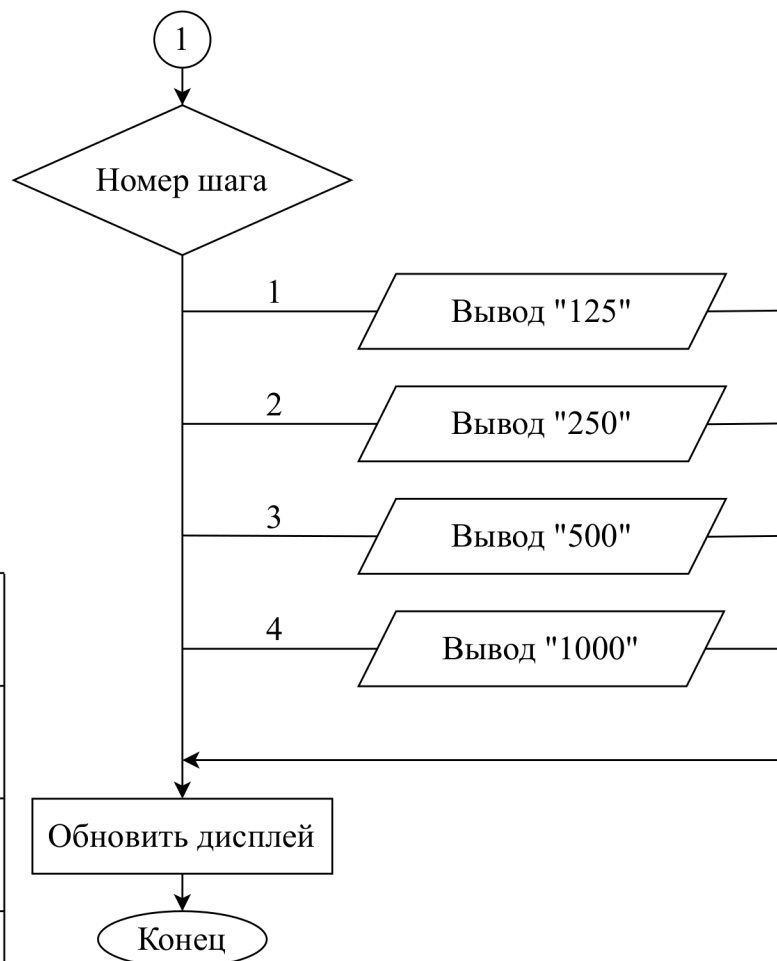 1
Номер шага
1
Вывод "125"
2
Вывод "250"
3
Вывод "500"
4
Вывод "1000"
Обновить дисплей
Конец